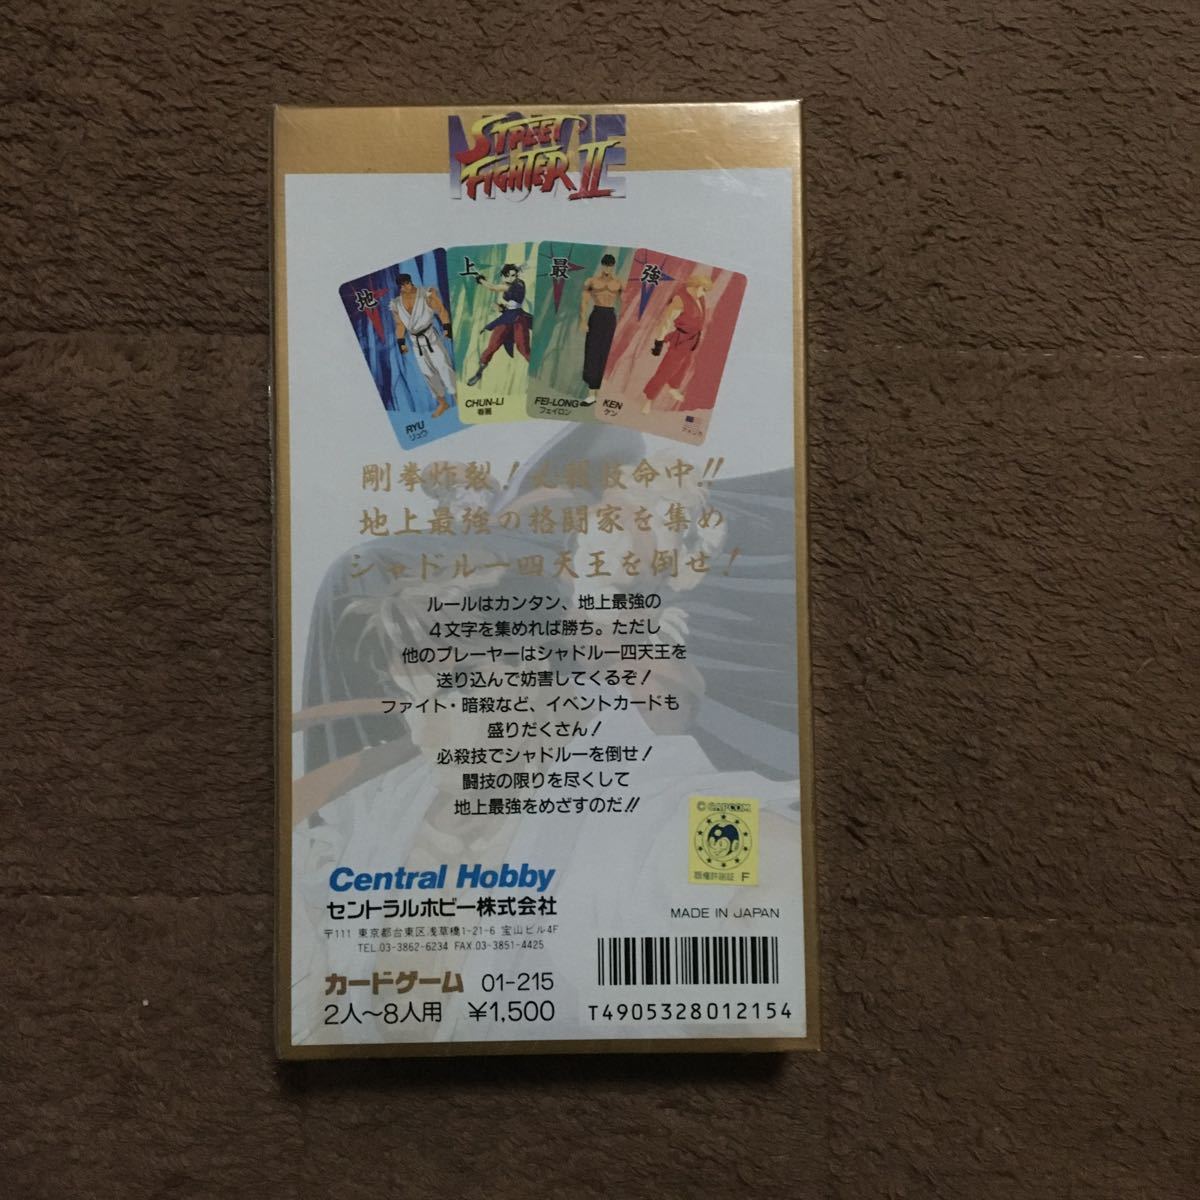 MOVIE
STREET
FIGHTER II
地
上
最
強
RYU
リュウ
CHUN-LI
春麗
FEI-LONG
フェイロン
KEN
ケン
アメリカ
剛拳炸裂!必殺技命中!!
地上最強の格闘家を集め
シャドルー四天王を倒せ!
ルールはカンタン、地上最強の
4文字を集めれば勝ち。ただし
他のプレーヤーはシャドルー四天王を
送り込んで妨害してくるぞ!
ファイト・暗殺など、イベントカードも
盛りだくさん!
必殺技でシャドルーを倒せ!
闘技の限りを尽くして
地上最強をめざすのだ!!
© CAPCOM
版権許諾証 F
Central Hobby
セントラルホビー株式会社
〒111 東京都台東区浅草橋1-21-6 宝山ビル4F
TEL.03-3862-6234 FAX.03-3851-4425
MADE IN JAPAN
カードゲーム 01-215
2人〜8人用 ¥1,500
T4905328012154